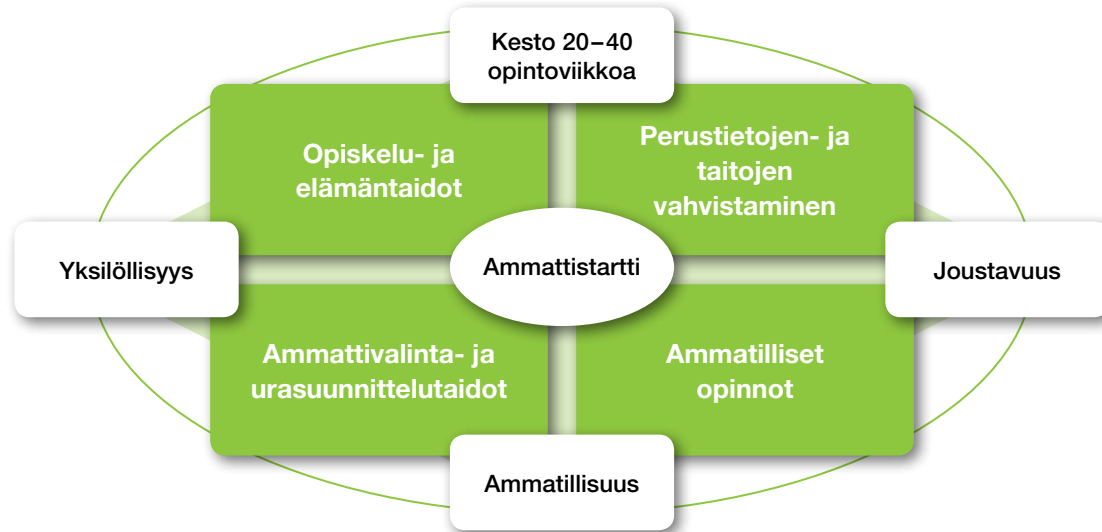 Kesto 20–40
opintoviikkoa
Opiskelu- ja
elämäntaidot
Perustietojen- ja
taitojen
vahvistaminen
Yksilöllisyys
Ammattistartti
Joustavuus
Ammattivalinta- ja
urasuunnittelutaidot
Ammatilliset
opinnot
Ammatillisuus